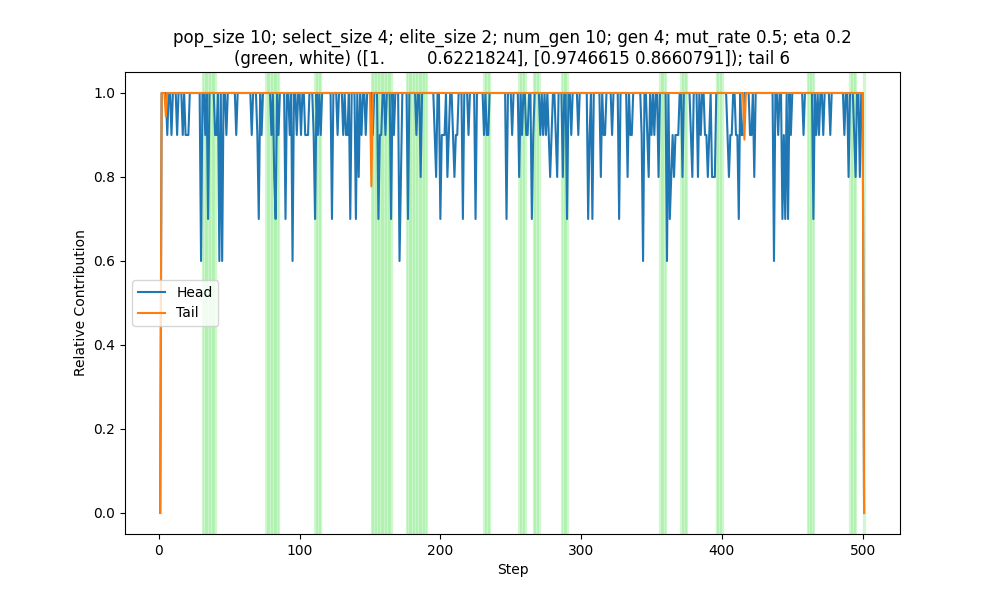 pop_size 10; select_size 4; elite_size 2; num_gen 10; gen 4; mut_rate 0.5; eta 0.2
(green, white) ([1.         0.6221824], [0.9746615 0.8660791]); tail 6
1.0
0.8
0.6
0.4
0.2
0.0
Relative Contribution
Head
Tail
0 100 200 300 400 500
Step